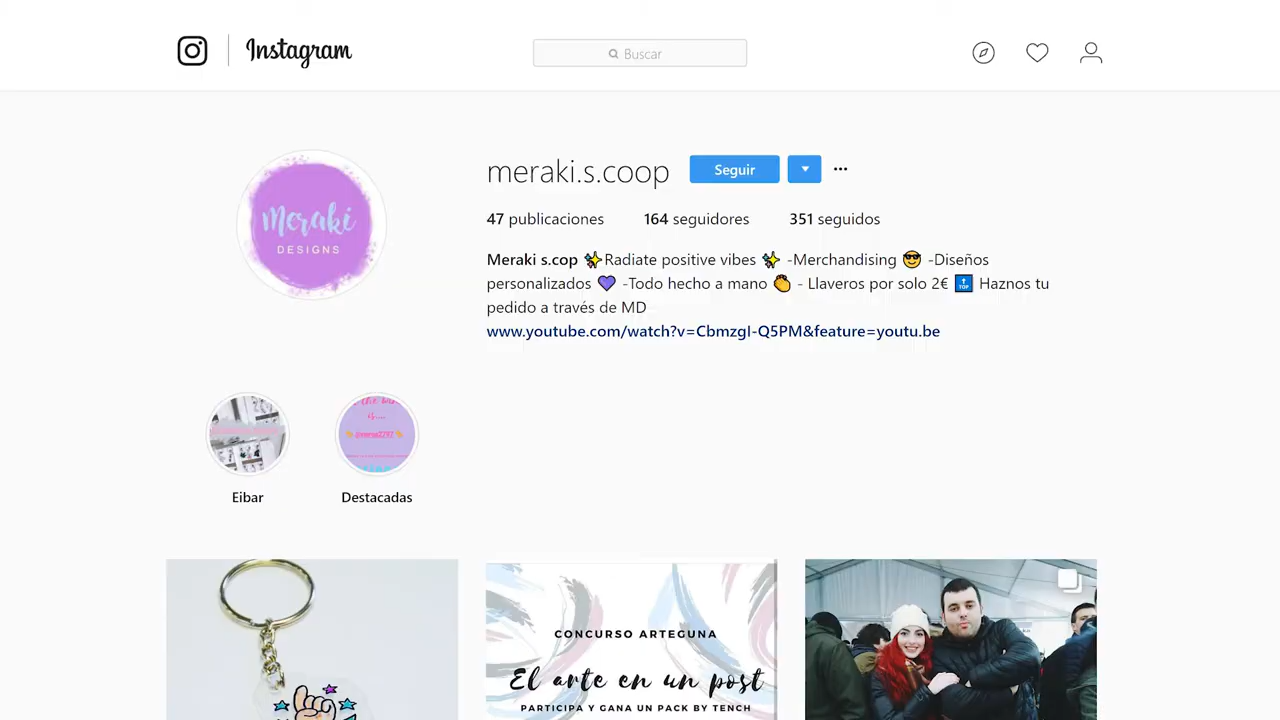 Instagram
Buscar
meraki
DESIGNS
meraki.s.coop
Seguir
47 publicaciones 164 seguidores 351 seguidos
Meraki s.cop ✨Radiate positive vibes ✨ -Merchandising 😎 -Diseños
personalizados 💜 -Todo hecho a mano 👏 - Llaveros por solo 2€ 🔝 Haznos tu
pedido a través de MD
www.youtube.com/watch?v=CbmzgI-Q5PM&feature=youtu.be
Eibar
Destacadas
CONCURSO ARTEGUNA
El arte en un post
PARTICIPA Y GANA UN PACK BY TENCH